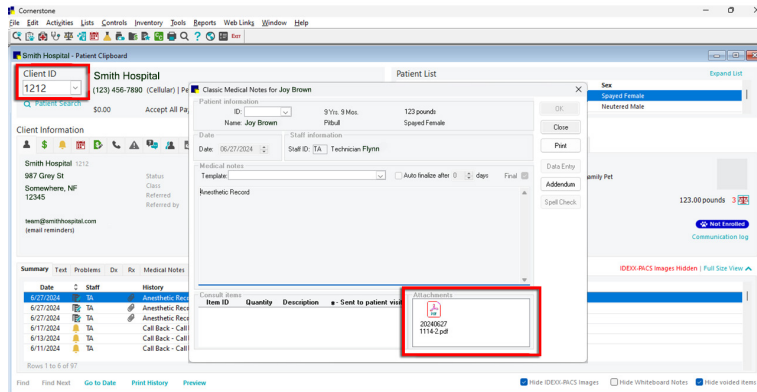 Cornerstone
File Edit Activities Lists Controls Inventory Tools Reports Web Links Window Help
Smith Hospital - Patient Clipboard
Client ID
1212
Smith Hospital
(123) 456-7890 (Cellular) | Pe
Patient Search
$0.00
Accept All Pa
Patient List
Expand List
Sex
Spayed Female
Neutered Male
Client Information
Smith Hospital 1212
987 Grey St
Somewhere, NF
12345
team@smithhospital.com
(email reminders)
Status
Class
Referred
Referred by
Classic Medical Notes for Joy Brown
Patient information
ID:
9 Yrs. 9 Mos.
123 pounds
Name: Joy Brown
Pitbull
Spayed Female
Date
Date: 06/27/2024
Staff information
Staff ID: TA Technician Flynn
Medical notes
Template:
Auto finalize after 0 days
Final
Anesthetic Record
Consult items
Item ID Quantity Description - Sent to patient visit
Attachments
20240627
1114-2.pdf
OK
Close
Print
Data Entry
Addendum
Spell Check
amily Pet
123.00 pounds 3
Not Enrolled
Communication log
Summary Text Problems Dx Rx Medical Notes
IDEXX-PACS Images Hidden | Full Size View
Date Staff History
6/27/2024 TA Anesthetic Rec
6/27/2024 TA Anesthetic Rec
6/27/2024 TA Anesthetic Rec
6/17/2024 TA Call Back - Call
6/13/2024 TA Call Back - Call
6/11/2024 TA Call Back - Call
Rows 1 to 6 of 97
Find Find Next Go to Date Print History Preview
Hide IDEXX-PACS Images Hide Whiteboard Notes Hide voided items